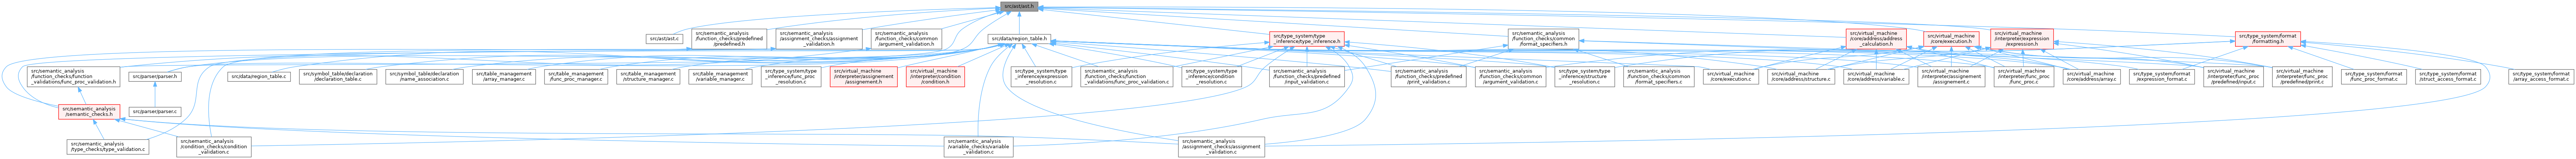 src/ast/ast.h
src/ast/ast.c
src/semantic_analysis
/function_checks/predefined
/predefined.h
src/semantic_analysis
/assignment_checks/assignment
_validation.h
src/semantic_analysis
/function_checks/common
/argument_validation.h
src/data/region_table.h
src/type_system/type
_inference/type_inference.h
src/semantic_analysis
/function_checks/common
/format_specifiers.h
src/virtual_machine
/core/address/address
_calculation.h
src/virtual_machine
/core/execution.h
src/virtual_machine
/interpreter/expression
/expression.h
src/type_system/format
/formatting.h
src/semantic_analysis
/function_checks/function
_validations/func_proc_validation.h
src/parser/parser.h
src/data/region_table.c
src/symbol_table/declaration
/declaration_table.c
src/symbol_table/declaration
/name_association.c
src/table_management
/array_manager.c
src/table_management
/func_proc_manager.c
src/table_management
/structure_manager.c
src/table_management
/variable_manager.c
src/type_system/type
_inference/func_proc
_resolution.c
src/virtual_machine
/interpreter/assignment
/assignment.h
src/virtual_machine
/interpreter/condition
/condition.h
src/type_system/type
_inference/expression
_resolution.c
src/semantic_analysis
/function_checks/function
_validations/func_proc_validation.c
src/type_system/type
_inference/condition
_resolution.c
src/semantic_analysis
/function_checks/predefined
/input_validation.c
src/semantic_analysis
/function_checks/predefined
/print_validation.c
src/semantic_analysis
/function_checks/common
/argument_validation.c
src/type_system/type
_inference/structure
_resolution.c
src/semantic_analysis
/function_checks/common
/format_specifiers.c
src/virtual_machine
/core/execution.c
src/virtual_machine
/core/address/structure.c
src/virtual_machine
/core/address/variable.c
src/virtual_machine
/interpreter/assignment
/assignement.c
src/virtual_machine
/interpreter/func_proc
/func_proc.c
src/virtual_machine
/core/address/array.c
src/type_system/format
/expression_format.c
src/virtual_machine
/interpreter/func_proc
/predefined/input.c
src/virtual_machine
/interpreter/func_proc
/predefined/print.c
src/type_system/format
/func_proc_format.c
src/type_system/format
/struct_access_format.c
src/type_system/format
/array_access_format.c
src/semantic_analysis
/semantic_checks.h
src/parser/parser.c
src/semantic_analysis
/type_checks/type_validation.c
src/semantic_analysis
/condition_checks/condition
_validation.c
src/semantic_analysis
/variable_checks/variable
_validation.c
src/semantic_analysis
/assignment_checks/assignment
_validation.c